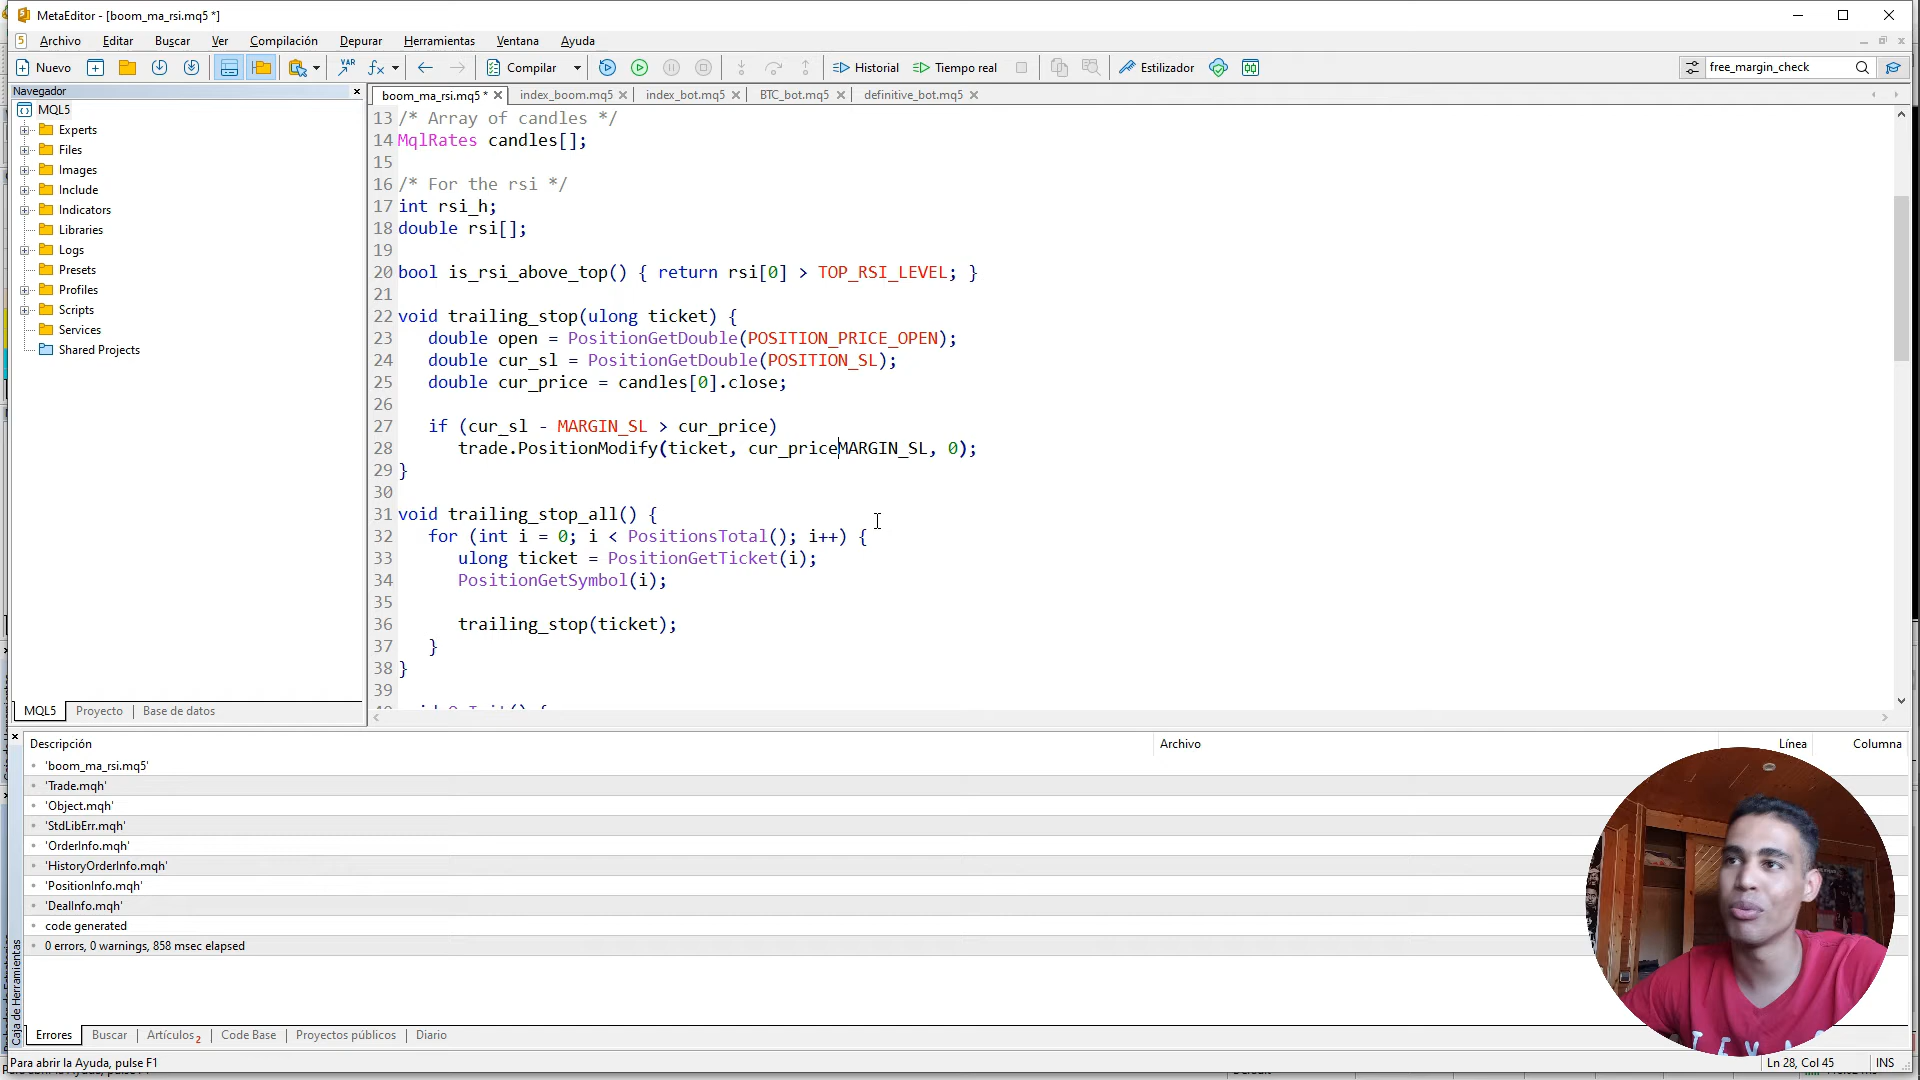 MetaEditor - [boom_ma_rsi.mq5 *]
Archivo Editar Buscar Ver Compilación Depurar Herramientas Ventana Ayuda
Nuevo VAR Compilar Historial Tiempo real Estilizador free_margin_check
Navegador
MQL5
Experts
Files
Images
Include
Indicators
Libraries
Logs
Presets
Profiles
Scripts
Services
Shared Projects
MQL5 Proyecto Base de datos
boom_ma_rsi.mq5 * index_boom.mq5 index_bot.mq5 BTC_bot.mq5 definitive_bot.mq5
13 /* Array of candles */
14 MqlRates candles[];
15
16 /* For the rsi */
17 int rsi_h;
18 double rsi[];
19
20 bool is_rsi_above_top() { return rsi[0] > TOP_RSI_LEVEL; }
21
22 void trailing_stop(ulong ticket) {
23 double open = PositionGetDouble(POSITION_PRICE_OPEN);
24 double cur_sl = PositionGetDouble(POSITION_SL);
25 double cur_price = candles[0].close;
26
27 if (cur_sl - MARGIN_SL > cur_price)
28 trade.PositionModify(ticket, cur_priceMARGIN_SL, 0);
29 }
30
31 void trailing_stop_all() {
32 for (int i = 0; i < PositionsTotal(); i++) {
33 ulong ticket = PositionGetTicket(i);
34 PositionGetSymbol(i);
35
36 trailing_stop(ticket);
37 }
38 }
39
Descripción Archivo Línea Columna
'boom_ma_rsi.mq5'
'Trade.mqh'
'Object.mqh'
'StdLibErr.mqh'
'OrderInfo.mqh'
'HistoryOrderInfo.mqh'
'PositionInfo.mqh'
'DealInfo.mqh'
code generated
0 errors, 0 warnings, 858 msec elapsed
Caja de Herramientas
Errores Buscar Artículos 2 Code Base Proyectos públicos Diario
Para abrir la Ayuda, pulse F1 Ln 28, Col 45 INS